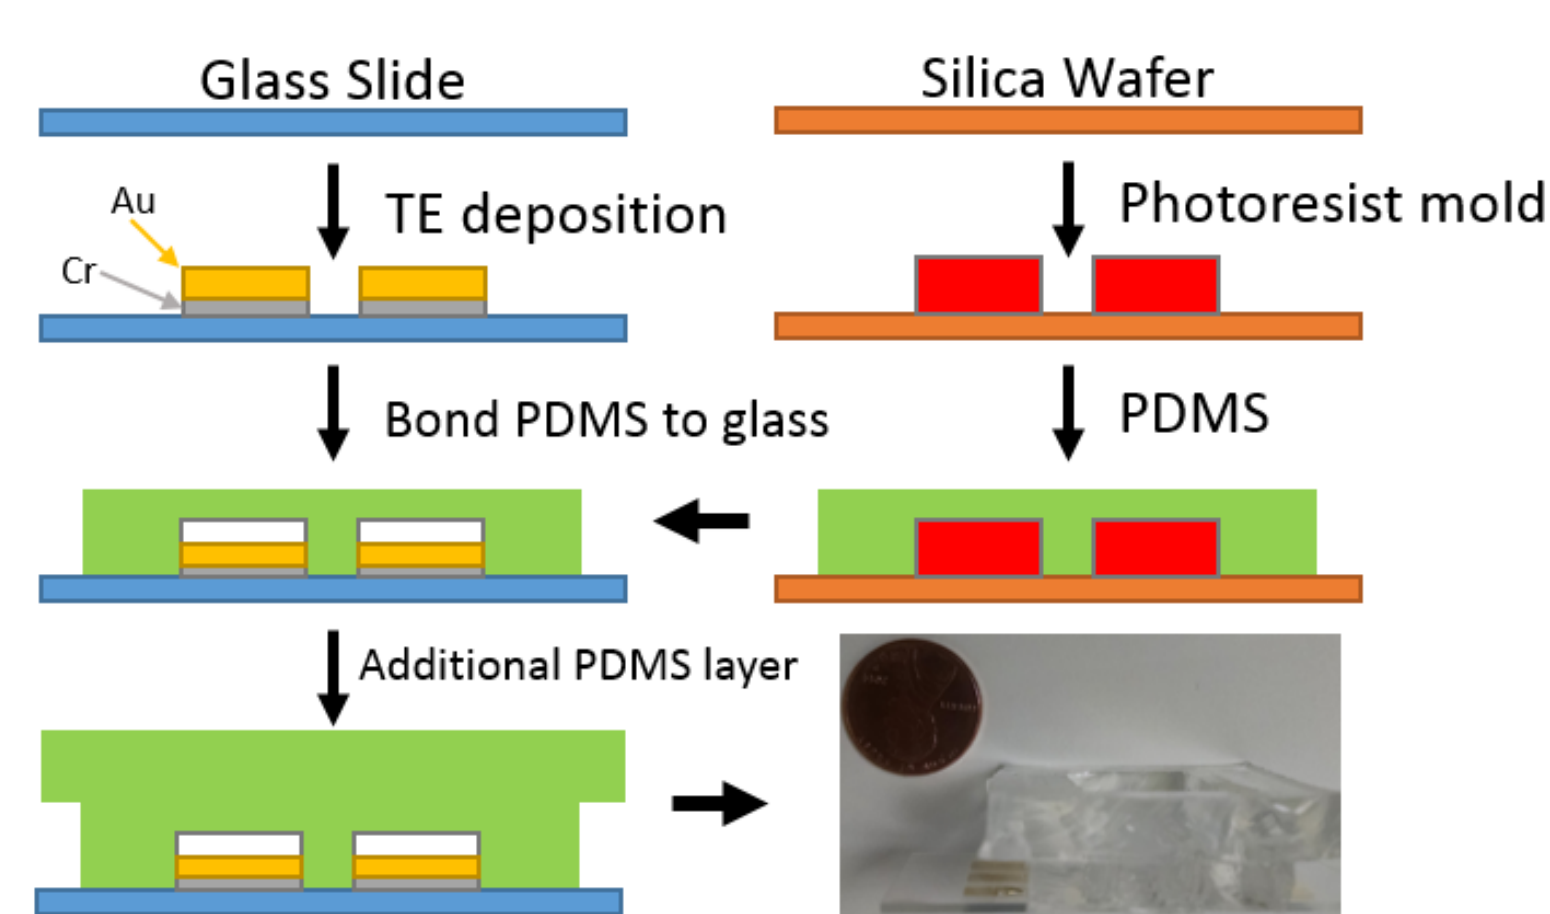 Glass Slide
Silica Wafer
Au
TE deposition
Photoresist mold
Cr
Bond PDMS to glass
PDMS
Additional PDMS layer